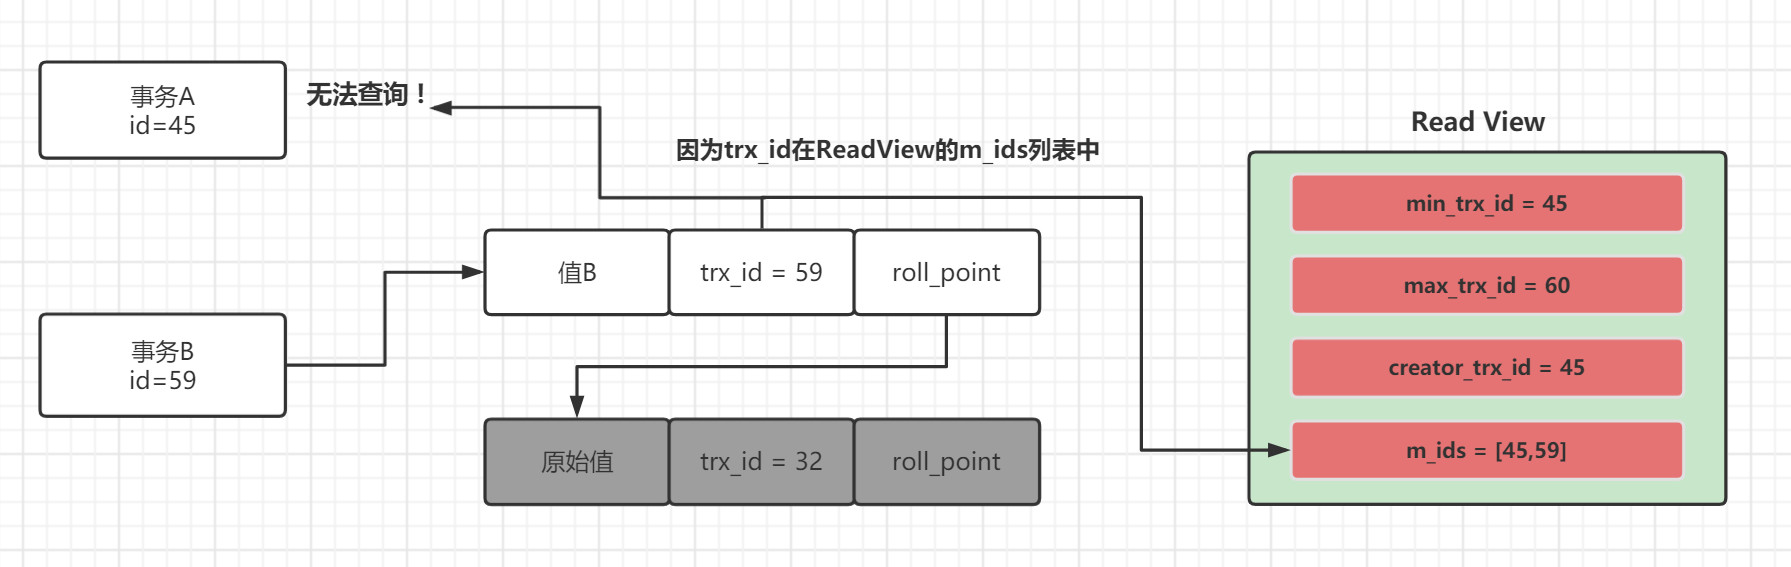 事务A
id=45
无法查询！
因为trx_id在ReadView的m_ids列表中
值B
trx_id = 59
roll_point
事务B
id=59
原始值
trx_id = 32
roll_point
Read View
min_trx_id = 45
max_trx_id = 60
creator_trx_id = 45
m_ids = [45,59]